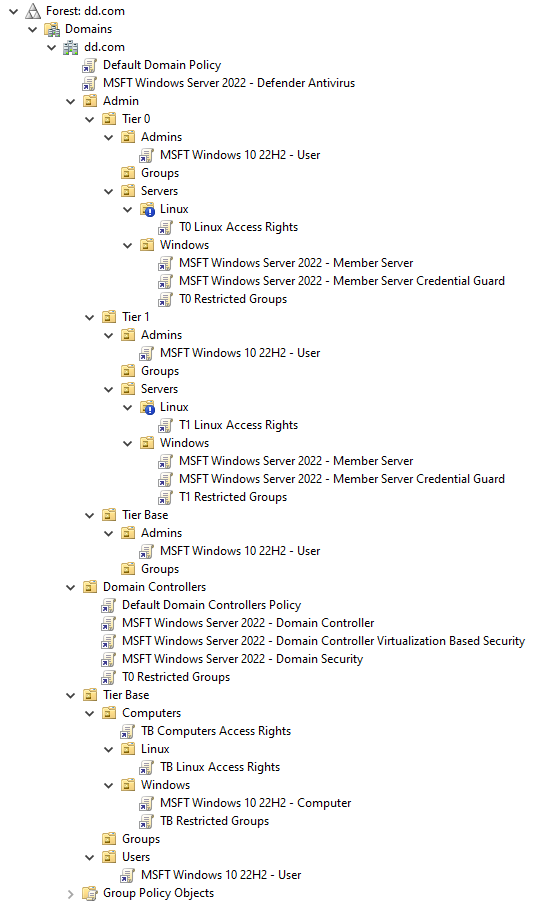 Forest: dd.com
Domains
dd.com
Default Domain Policy
MSFT Windows Server 2022 - Defender Antivirus
Admin
Tier 0
Admins
MSFT Windows 10 22H2 - User
Groups
Servers
Linux
T0 Linux Access Rights
Windows
MSFT Windows Server 2022 - Member Server
MSFT Windows Server 2022 - Member Server Credential Guard
T0 Restricted Groups
Tier 1
Admins
MSFT Windows 10 22H2 - User
Groups
Servers
Linux
T1 Linux Access Rights
Windows
MSFT Windows Server 2022 - Member Server
MSFT Windows Server 2022 - Member Server Credential Guard
T1 Restricted Groups
Tier Base
Admins
MSFT Windows 10 22H2 - User
Groups
Domain Controllers
Default Domain Controllers Policy
MSFT Windows Server 2022 - Domain Controller
MSFT Windows Server 2022 - Domain Controller Virtualization Based Security
MSFT Windows Server 2022 - Domain Security
T0 Restricted Groups
Tier Base
Computers
TB Computers Access Rights
Linux
TB Linux Access Rights
Windows
MSFT Windows 10 22H2 - Computer
TB Restricted Groups
Groups
Users
MSFT Windows 10 22H2 - User
Group Policy Objects